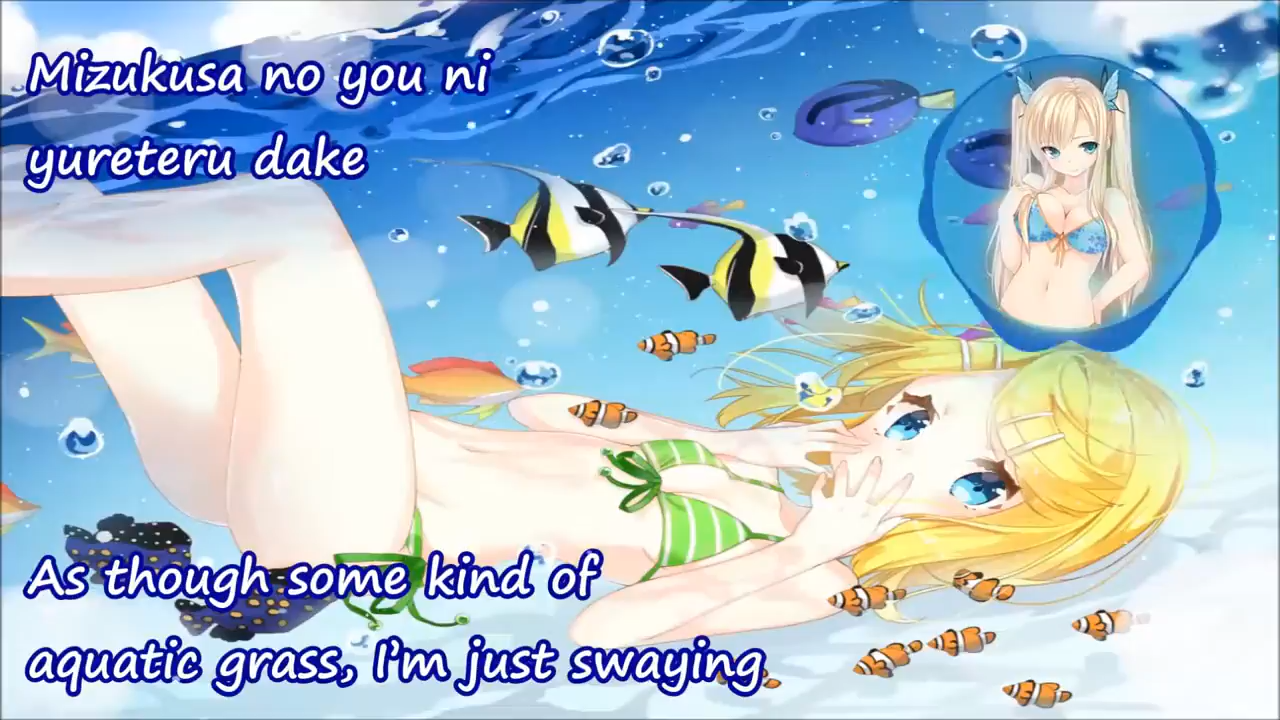 Mizukusa no you ni
yureteru dake
As though some kind of
aquatic grass, I'm just swaying